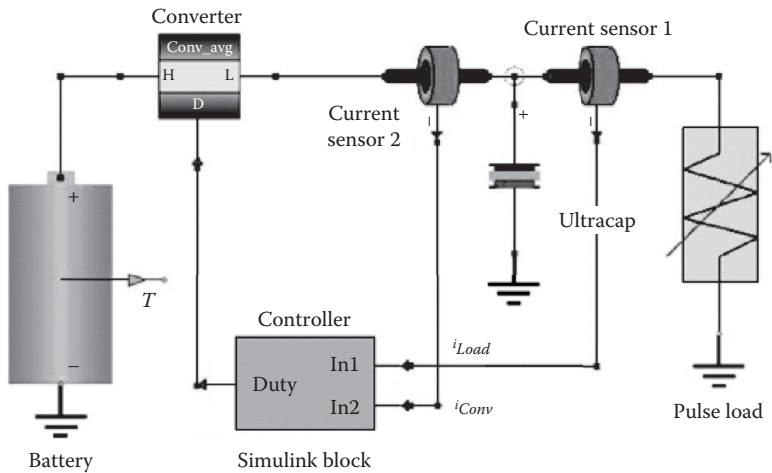 Converter
Conv_avg
H L
D
Current sensor 1
Current
sensor 2
I
+
I
+
Ultracap
T
Controller
Duty
In1
In2
iLoad
iConv
−
Battery
Simulink block
Pulse load